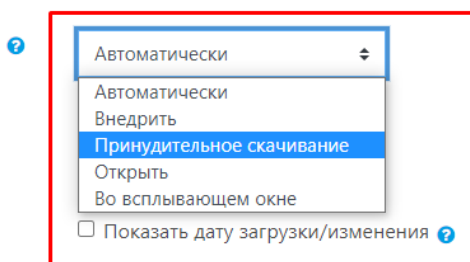 Автоматически
Автоматически
Внедрить
Принудительное скачивание
Открыть
Во всплывающем окне
Показать дату загрузки/изменения